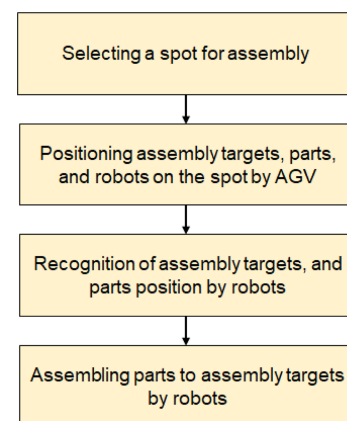 Selecting a spot for assembly
Positioning assembly targets, parts,
and robots on the spot by AGV
Recognition of assembly targets, and
parts position by robots
Assembling parts to assembly targets
by robots